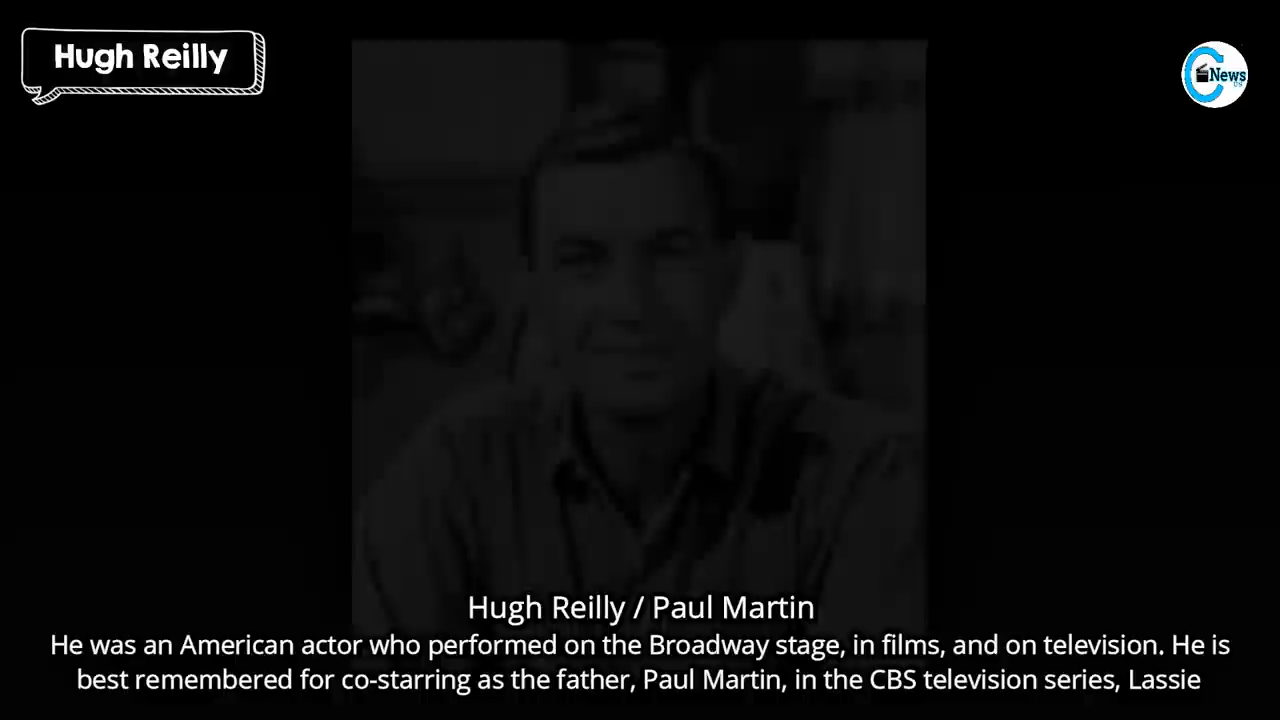 Hugh Reilly
News
Hugh Reilly / Paul Martin
He was an American actor who performed on the Broadway stage, in films, and on television. He is
best remembered for co-starring as the father, Paul Martin, in the CBS television series, Lassie